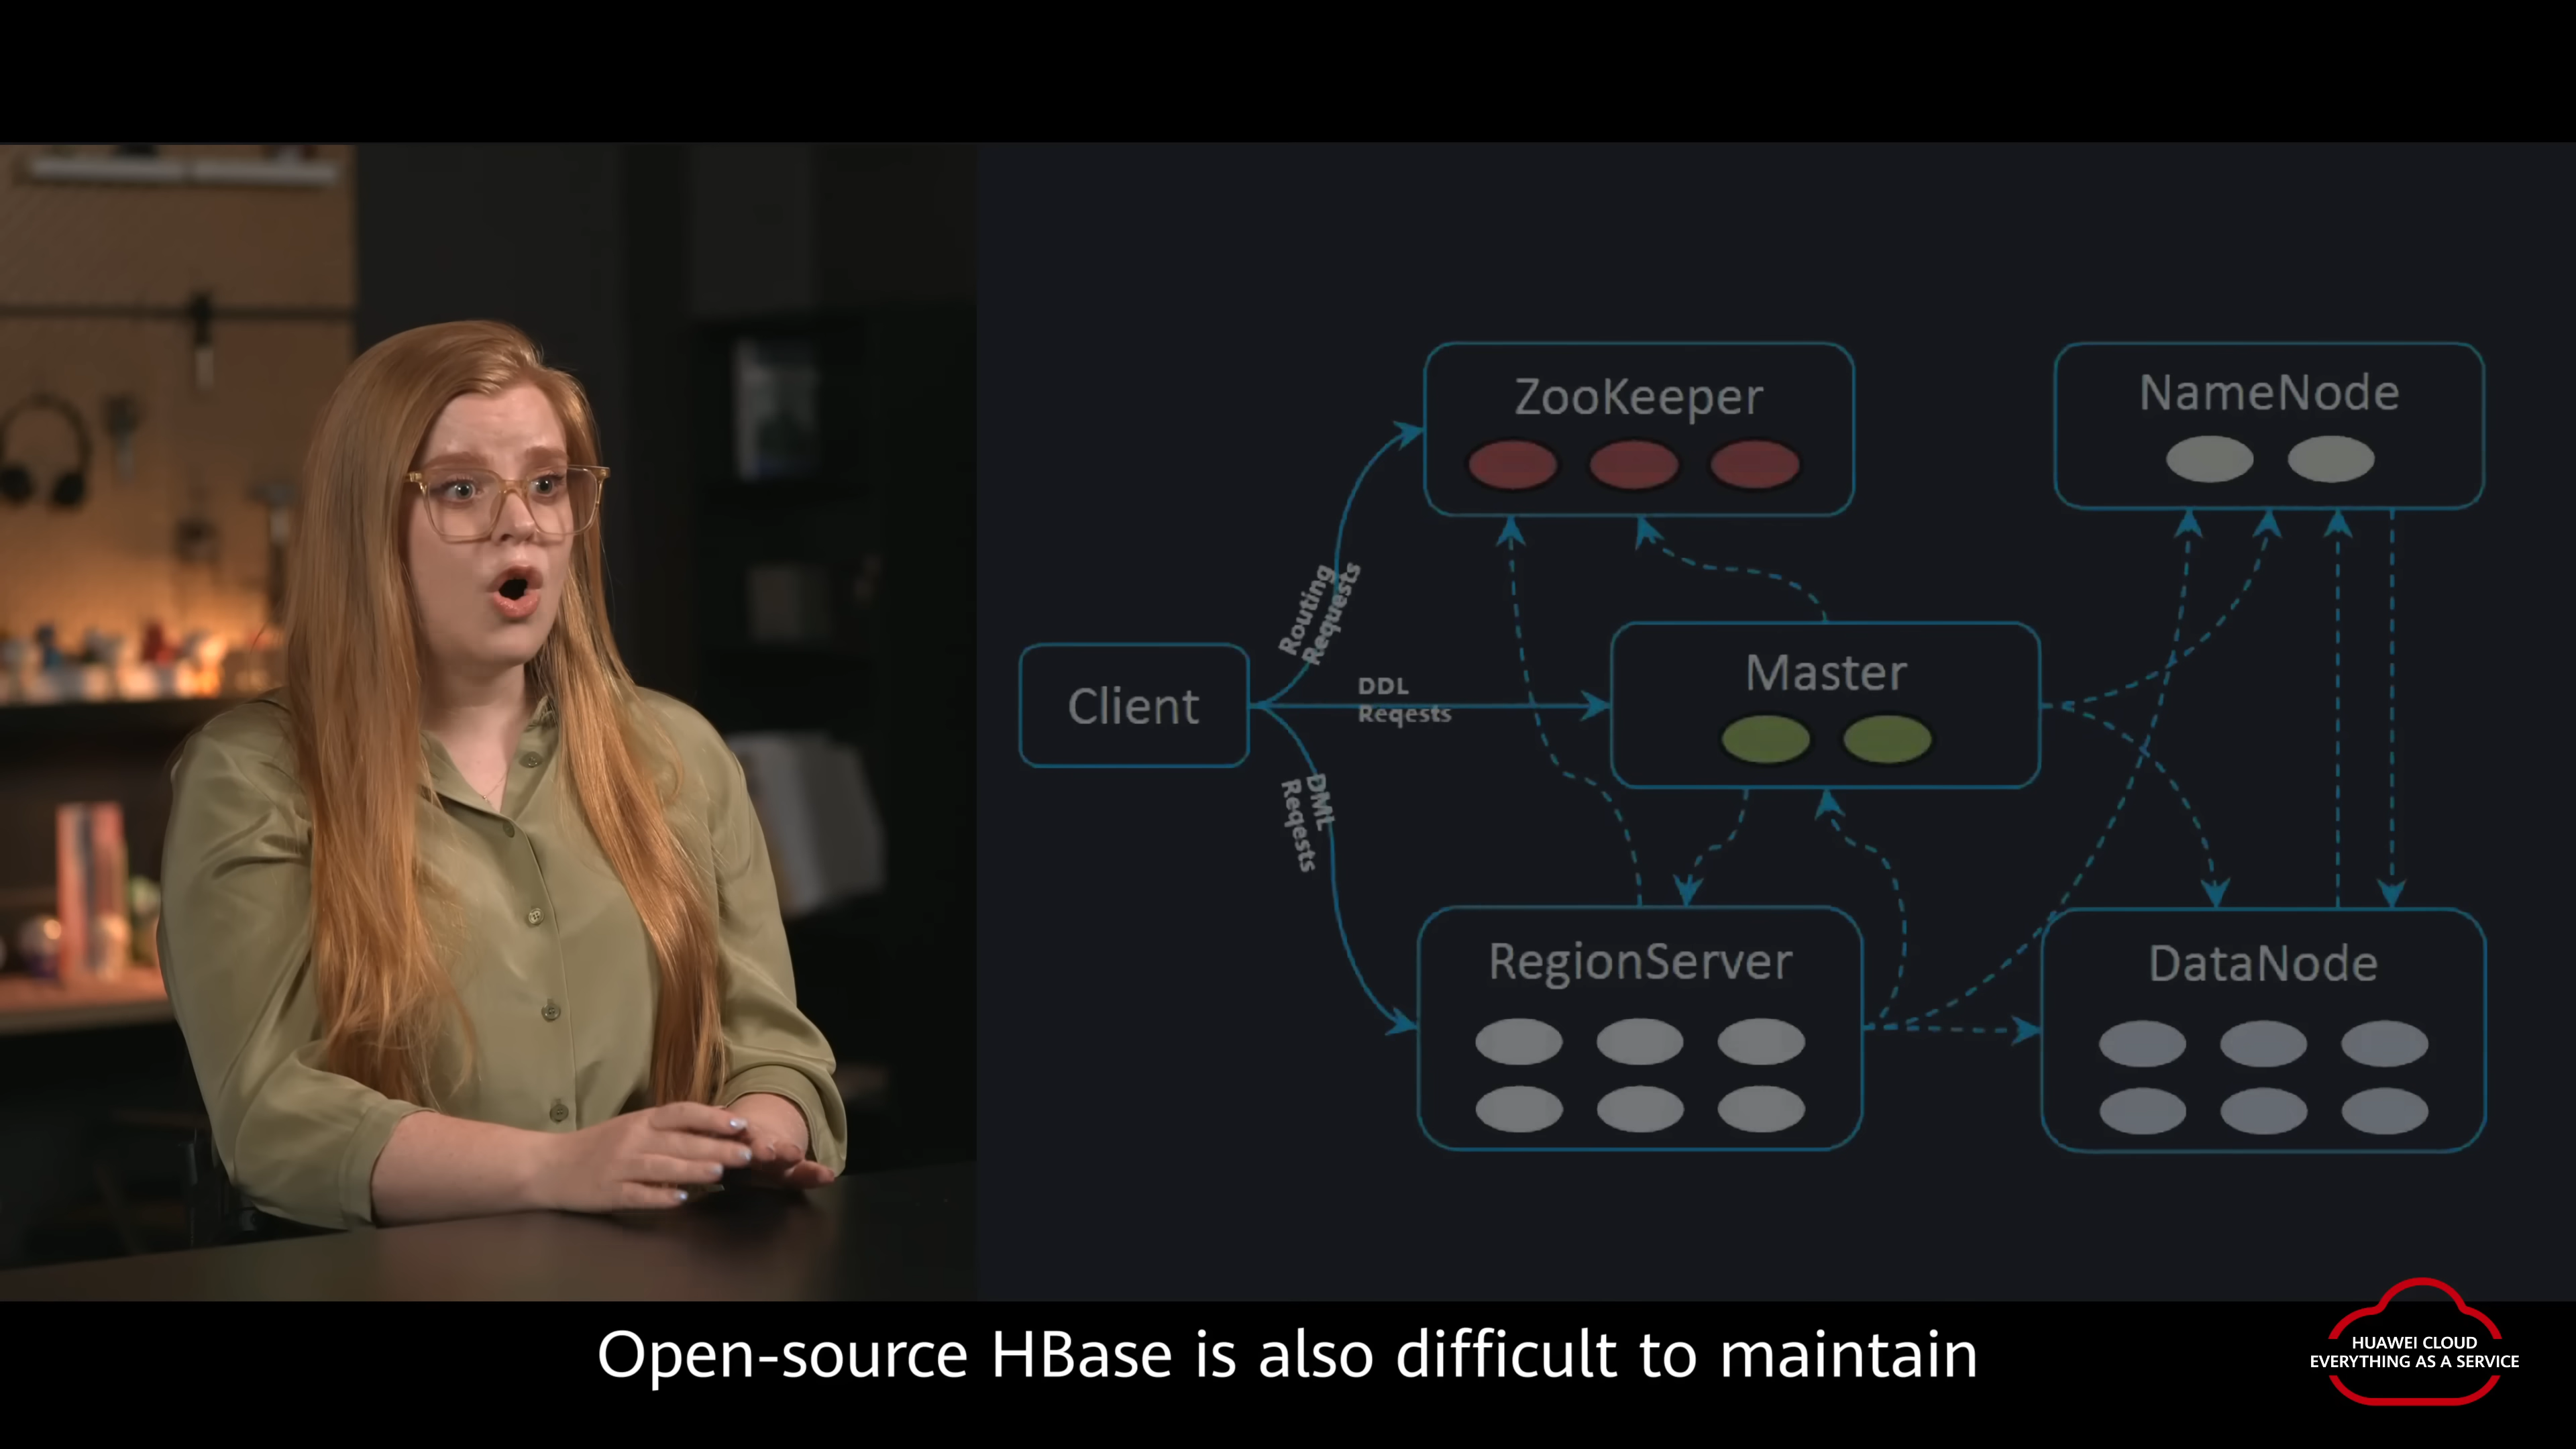 ZooKeeper
NameNode
Routing
Requests
Client
DDL
Reqests
Master
DML
Reqests
RegionServer
DataNode
Open-source HBase is also difficult to maintain
HUAWEI CLOUD
EVERYTHING AS A SERVICE